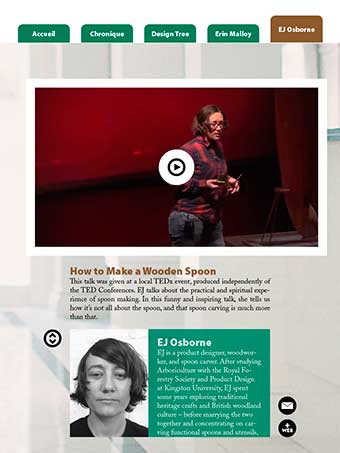 Accueil
Chronique
Design Tree
Erin Malloy
EJ Osborne
How to Make a Wooden Spoon
This talk was given at a local TEDx event, produced independently of
the TED Conferences. EJ talks about the practical and spiritual expe-
rience of spoon making. In this funny and inspiring talk, she tells us
how it's not all about the spoon, and that spoon carving is much more
than that.
EJ Osborne
EJ is a product designer, woodwor-
ker, and spoon carver. After studying
Arboriculture with the Royal Fo-
restry Society and Product Design
at Kingston University, EJ spent
some years exploring traditional
heritage crafts and British woodland
culture – before marrying the two
together and concentrating on car-
ving functional spoons and utensils,
+
WEB